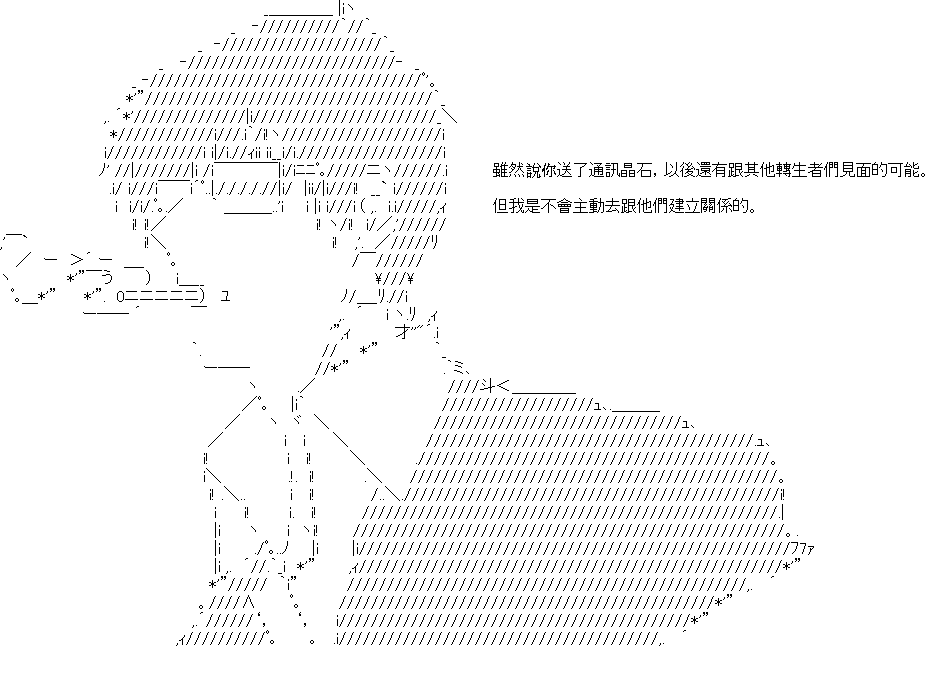 雖然說你送了通訊晶石，以後還有跟其他轉生者們見面的可能。
但我是不會主動去跟他們建立關係的。